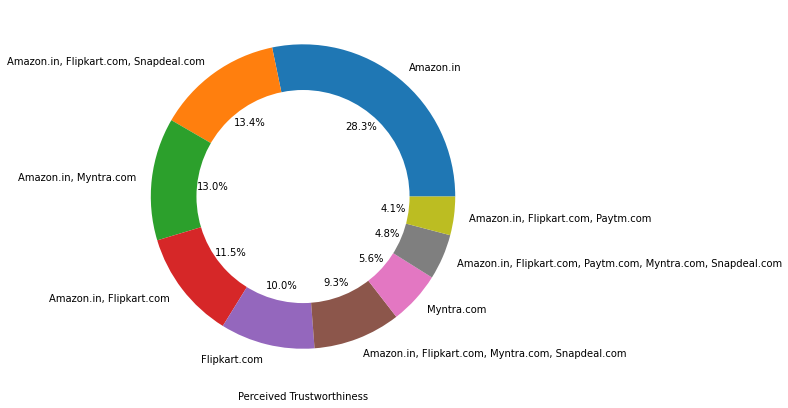 Amazon.in, Flipkart.com, Snapdeal.com
Amazon.in
13.4%
28.3%
Amazon.in, Myntra.com
13.0%
4.1%
Amazon.in, Flipkart.com, Paytm.com
4.8%
11.5%
5.6%
Amazon.in, Flipkart.com, Paytm.com, Myntra.com, Snapdeal.com
10.0%
9.3%
Amazon.in, Flipkart.com
Myntra.com
Flipkart.com
Amazon.in, Flipkart.com, Myntra.com, Snapdeal.com
Perceived Trustworthiness